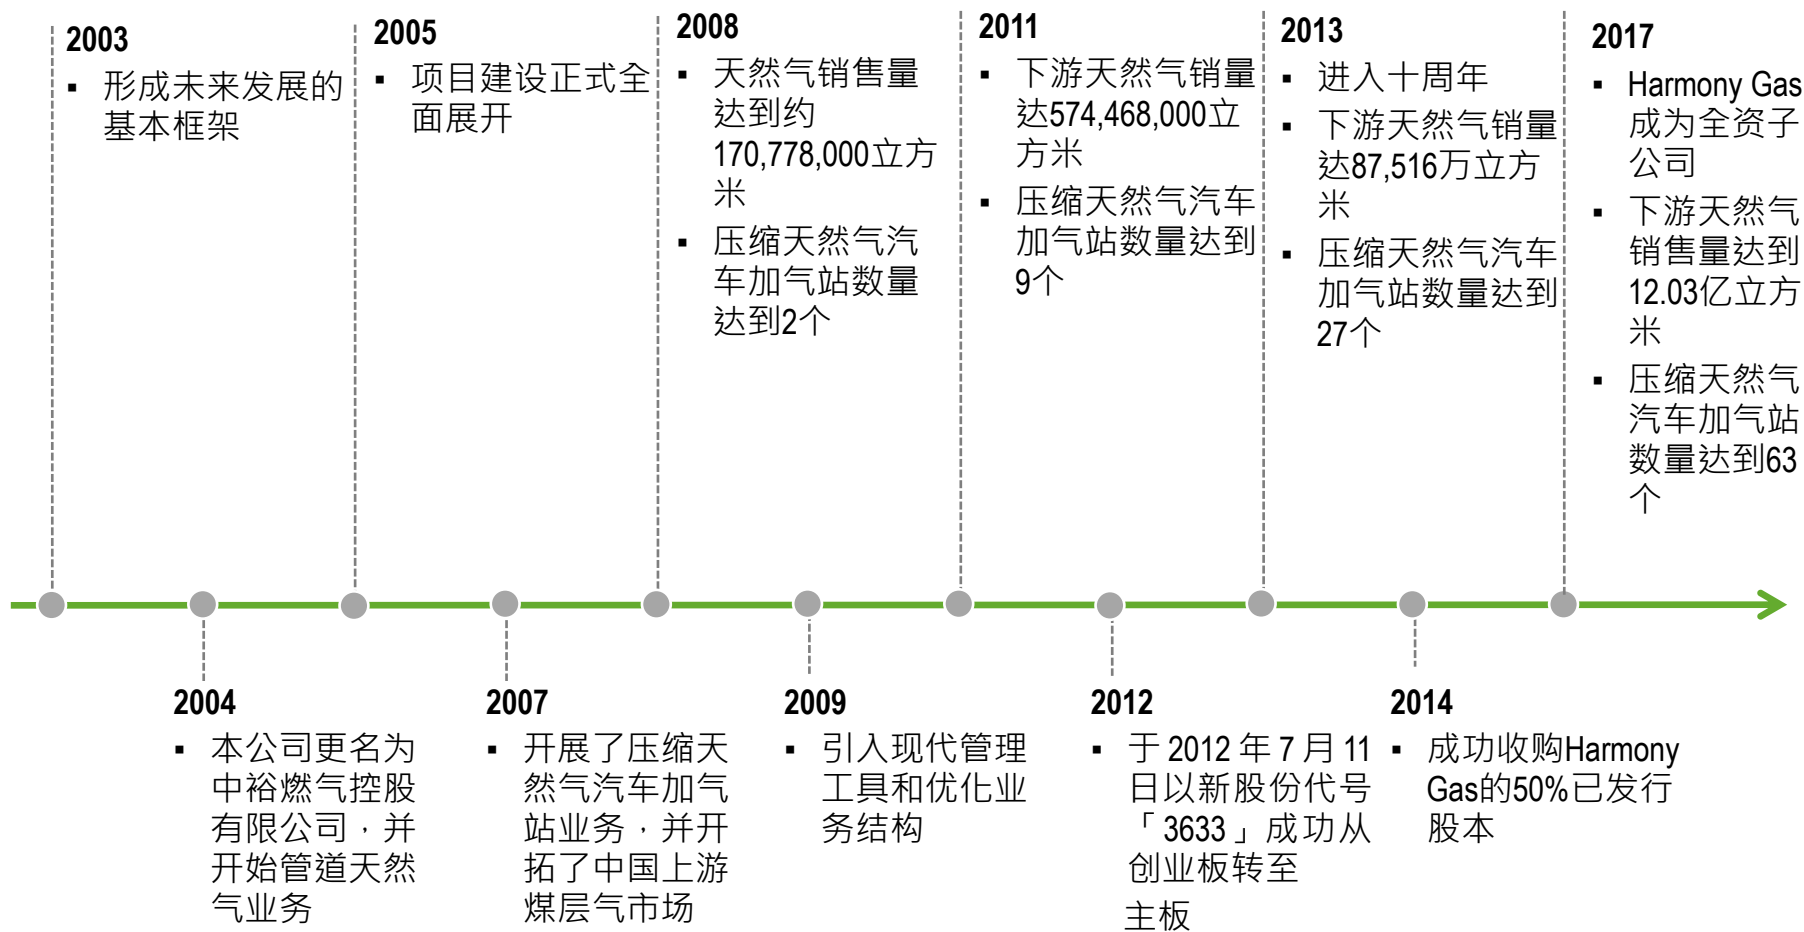 2003
▪ 形成未来发展的
基本框架
2005
▪ 项目建设正式全
面展开
2008
▪ 天然气销售量
达到约
170,778,000立方
米
▪ 压缩天然气汽
车加气站数量
达到2个
2011
▪ 下游天然气销量
达574,468,000立
方米
▪ 压缩天然气汽车
加气站数量达到
9个
2013
▪ 进入十周年
▪ 下游天然气销量
达87,516万立方
米
▪ 压缩天然气汽车
加气站数量达到
27个
2017
▪ Harmony Gas
成为全资子
公司
▪ 下游天然气
销售量达到
12.03亿立方
米
▪ 压缩天然气
汽车加气站
数量达到63
个
2004
▪ 本公司更名为
中裕燃气控股
有限公司，并
开始管道天然
气业务
2007
▪ 开展了压缩天
然气汽车加气
站业务，并开
拓了中国上游
煤层气市场
2009
▪ 引入现代管理
工具和优化业
务结构
2012
▪ 于 2012 年 7 月 11
日以新股份代号
「 3633 」成功从
创业板转至
主板
2014
▪ 成功收购Harmony
Gas的50%已发行
股本